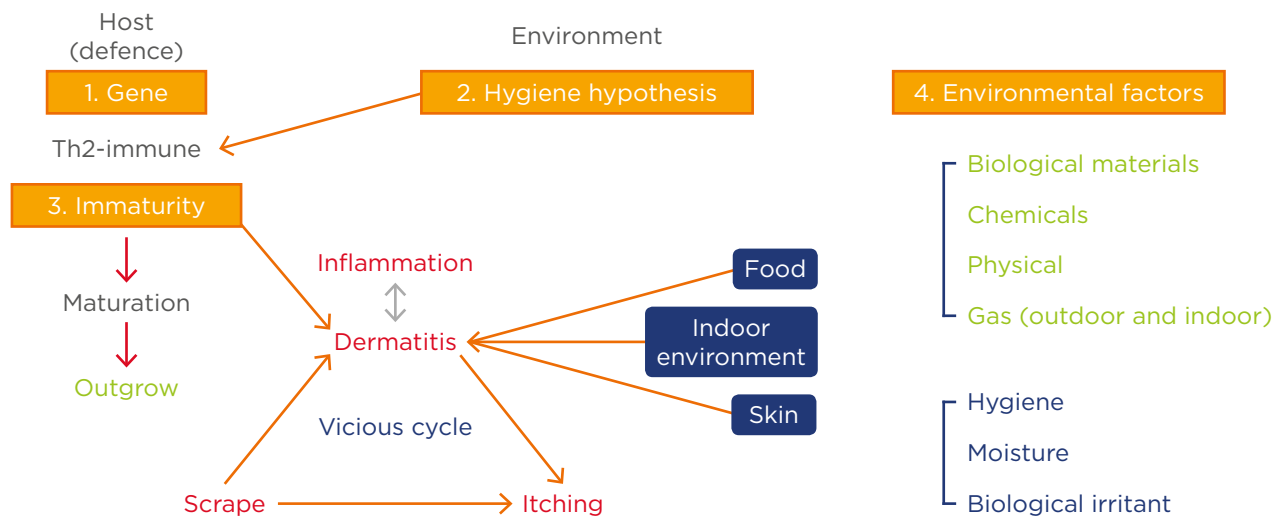 Host
(defence)
Environment
1. Gene
2. Hygiene hypothesis
4. Environmental factors
Th2-immune
Biological materials
3. Immaturity
Chemicals
Inflammation
Food
Physical
Maturation
Gas (outdoor and indoor)
Dermatitis
Indoor
environment
Outgrow
Hygiene
Skin
Vicious cycle
Moisture
Scrape
Itching
Biological irritant